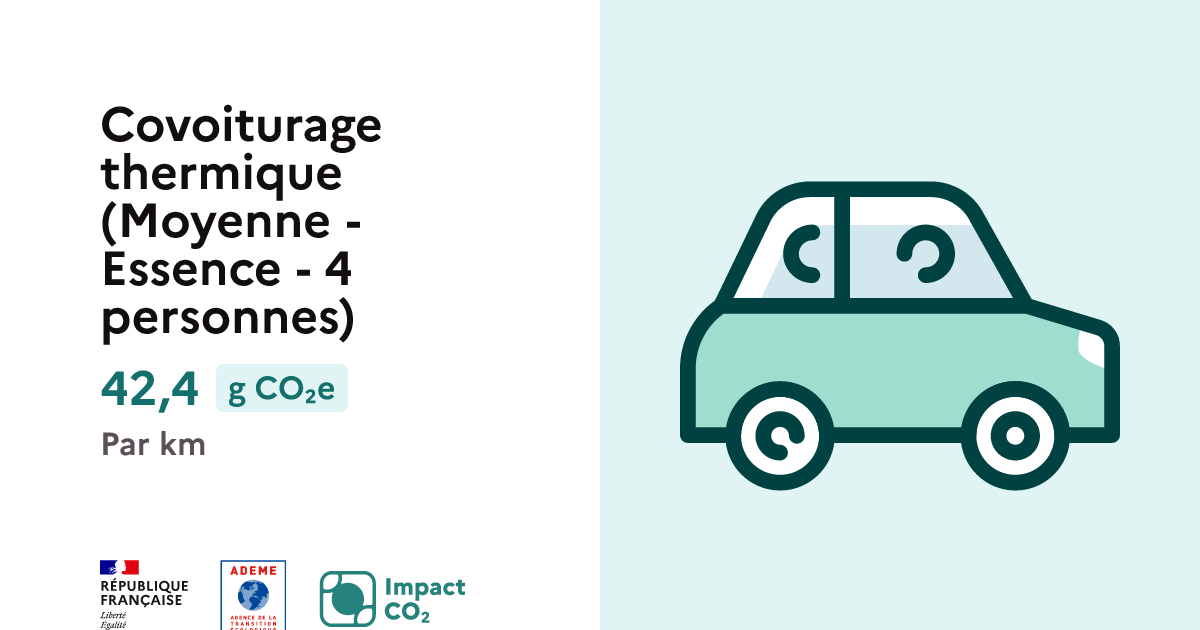 Covoiturage
thermique
(Moyenne -
Essence - 4
personnes)
42,4 g CO₂e
Par km
RÉPUBLIQUE
FRANÇAISE
Liberté
Égalité
ADEME
AGENCE DE LA
TRANSITION
ÉCOLOGIQUE
Impact
CO₂